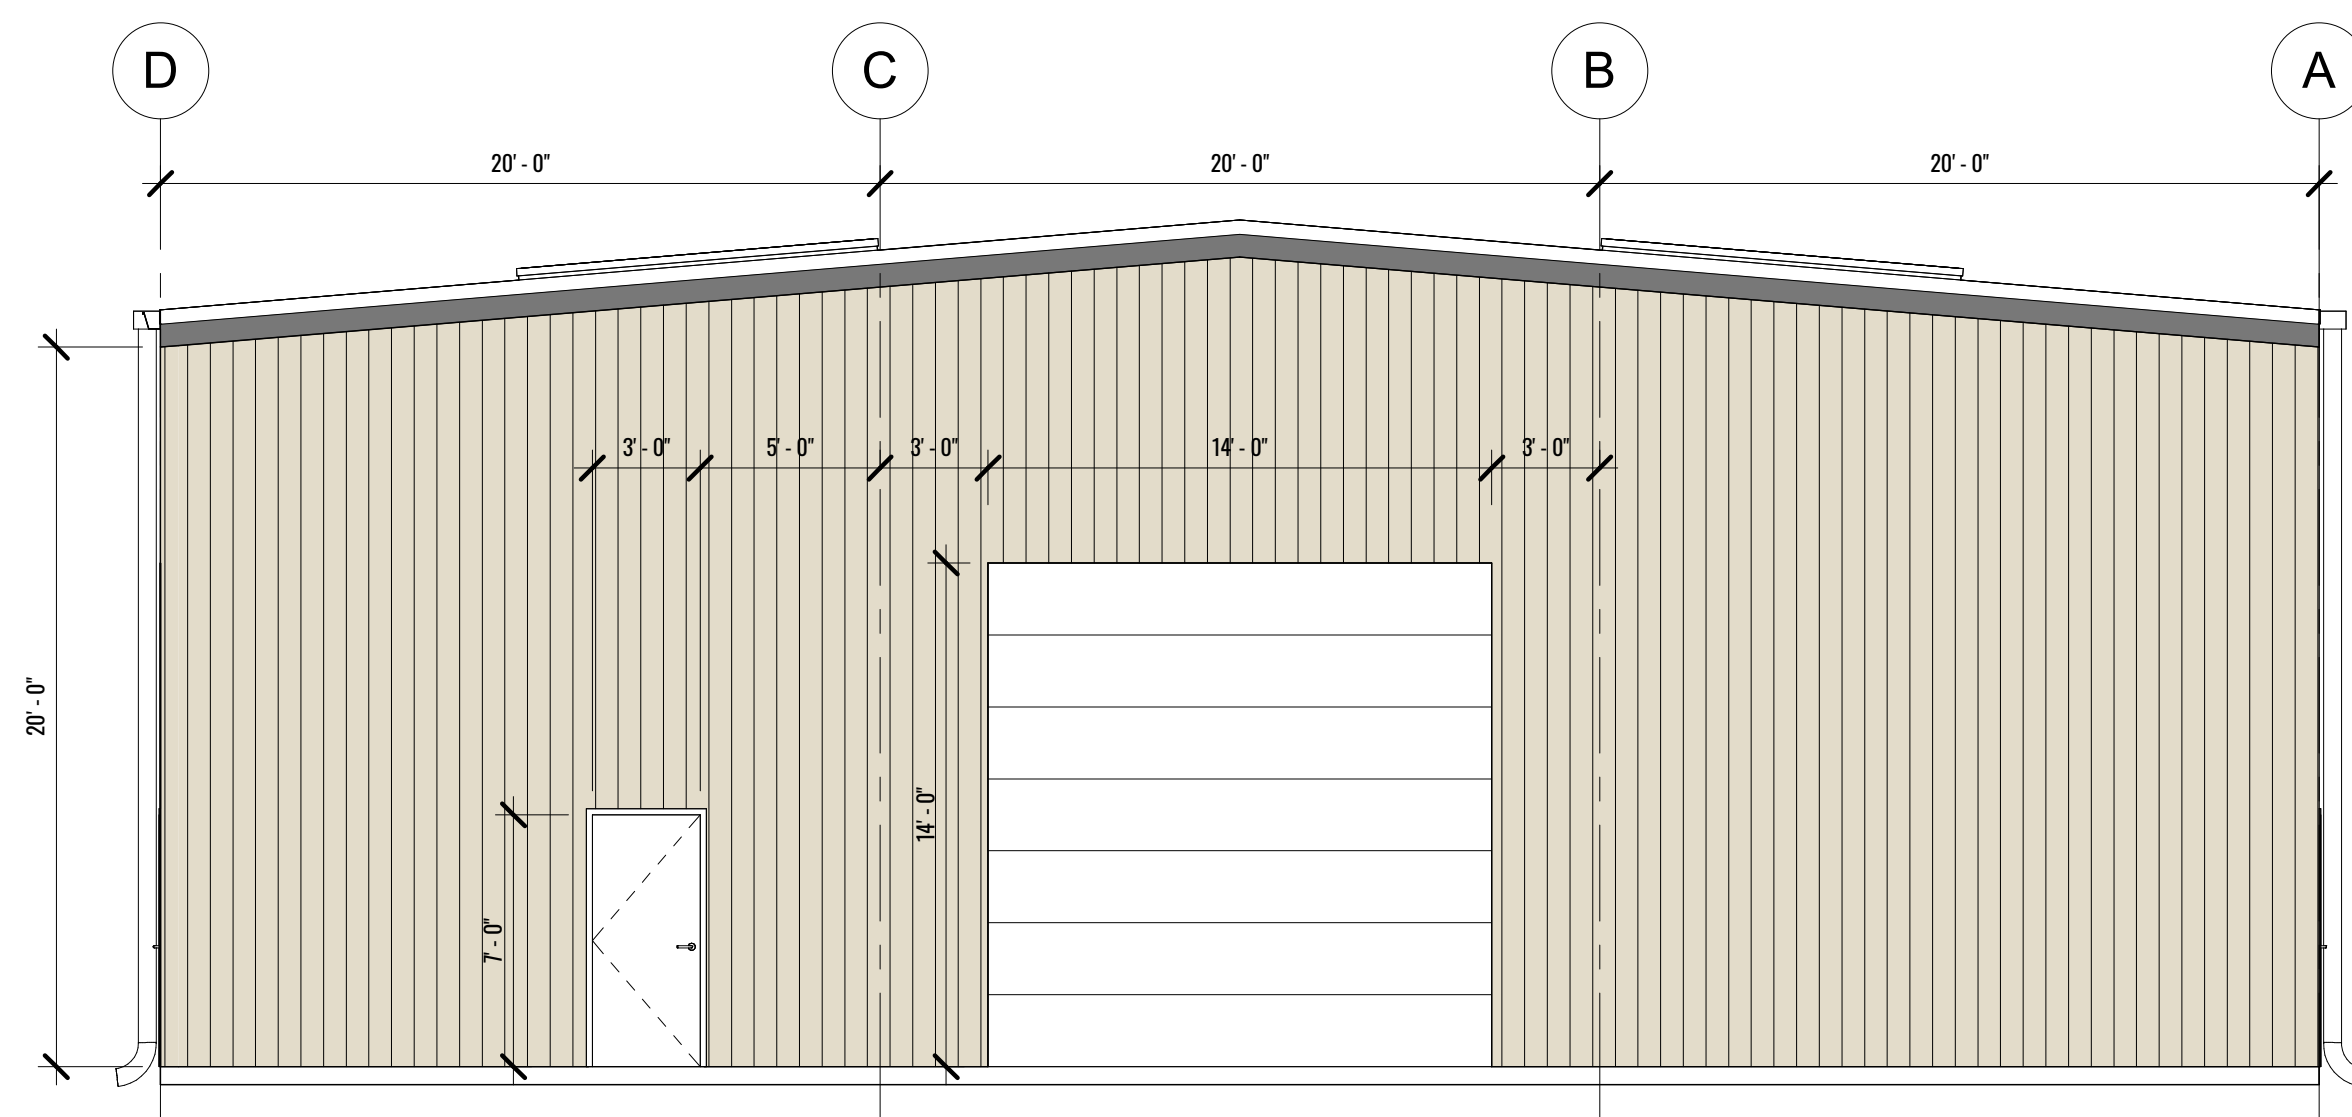 D
C
B
A
20' - 0"
20' - 0"
20' - 0"
3' - 0"
5' - 0"
3' - 0"
14' - 0"
3' - 0"
20' - 0"
14' - 0"
7' - 0"